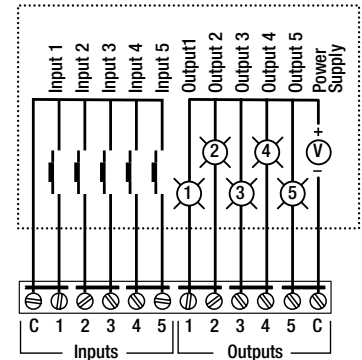 Input 1
Input 2
Input 3
Input 4
Input 5
Output1
Output 2
Output 3
Output 4
Output 5
Power
Supply
+
V
–
2
4
1
3
5
C 1 2 3 4 5 1 2 3 4 5 C
Inputs Outputs